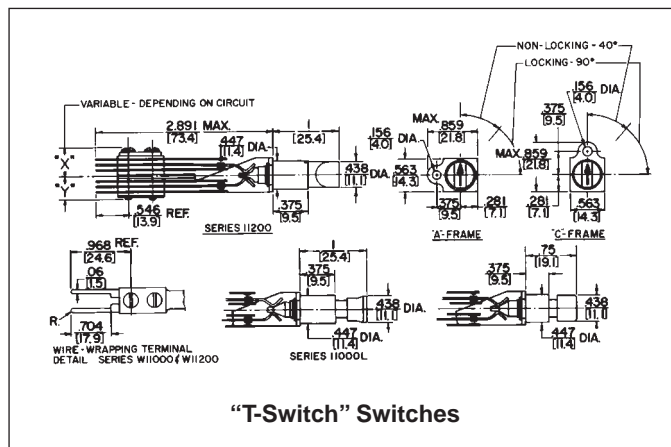 NON-LOCKING - 40°
LOCKING-90°
.156 DIA.
[4.0]
.375
[9.5]
VARIABLE - DEPENDING ON CIRCUIT
2.891 MAX.
[73.4]
1
[25.4]
.447 DIA.
[11.4]
"X"
"Y"
.438 DIA.
[11.1]
.546 REF.
[13.9]
.375
[9.5]
SERIES 11200
MAX.
.859
[21.8]
.156
[4.0]
DIA.
.563
[14.3]
.375
[9.5]
.281
[7.1]
"A"-FRAME
MAX.
.859
[21.8]
.281
[7.1]
.563
[14.3]
"C"-FRAME
.968 REF.
[24.6]
.06
[1.5]
R.
.704
[17.9]
WIRE-WRAPPING TERMINAL
DETAIL SERIES W11000 & W11200
1
[25.4]
.375
[9.5]
.438 DIA.
[11.1]
.447 DIA.
[11.4]
SERIES 11000L
.75
[19.1]
.375
[9.5]
.438
[11.1]
.447 DIA.
[11.4]
“T-Switch” Switches